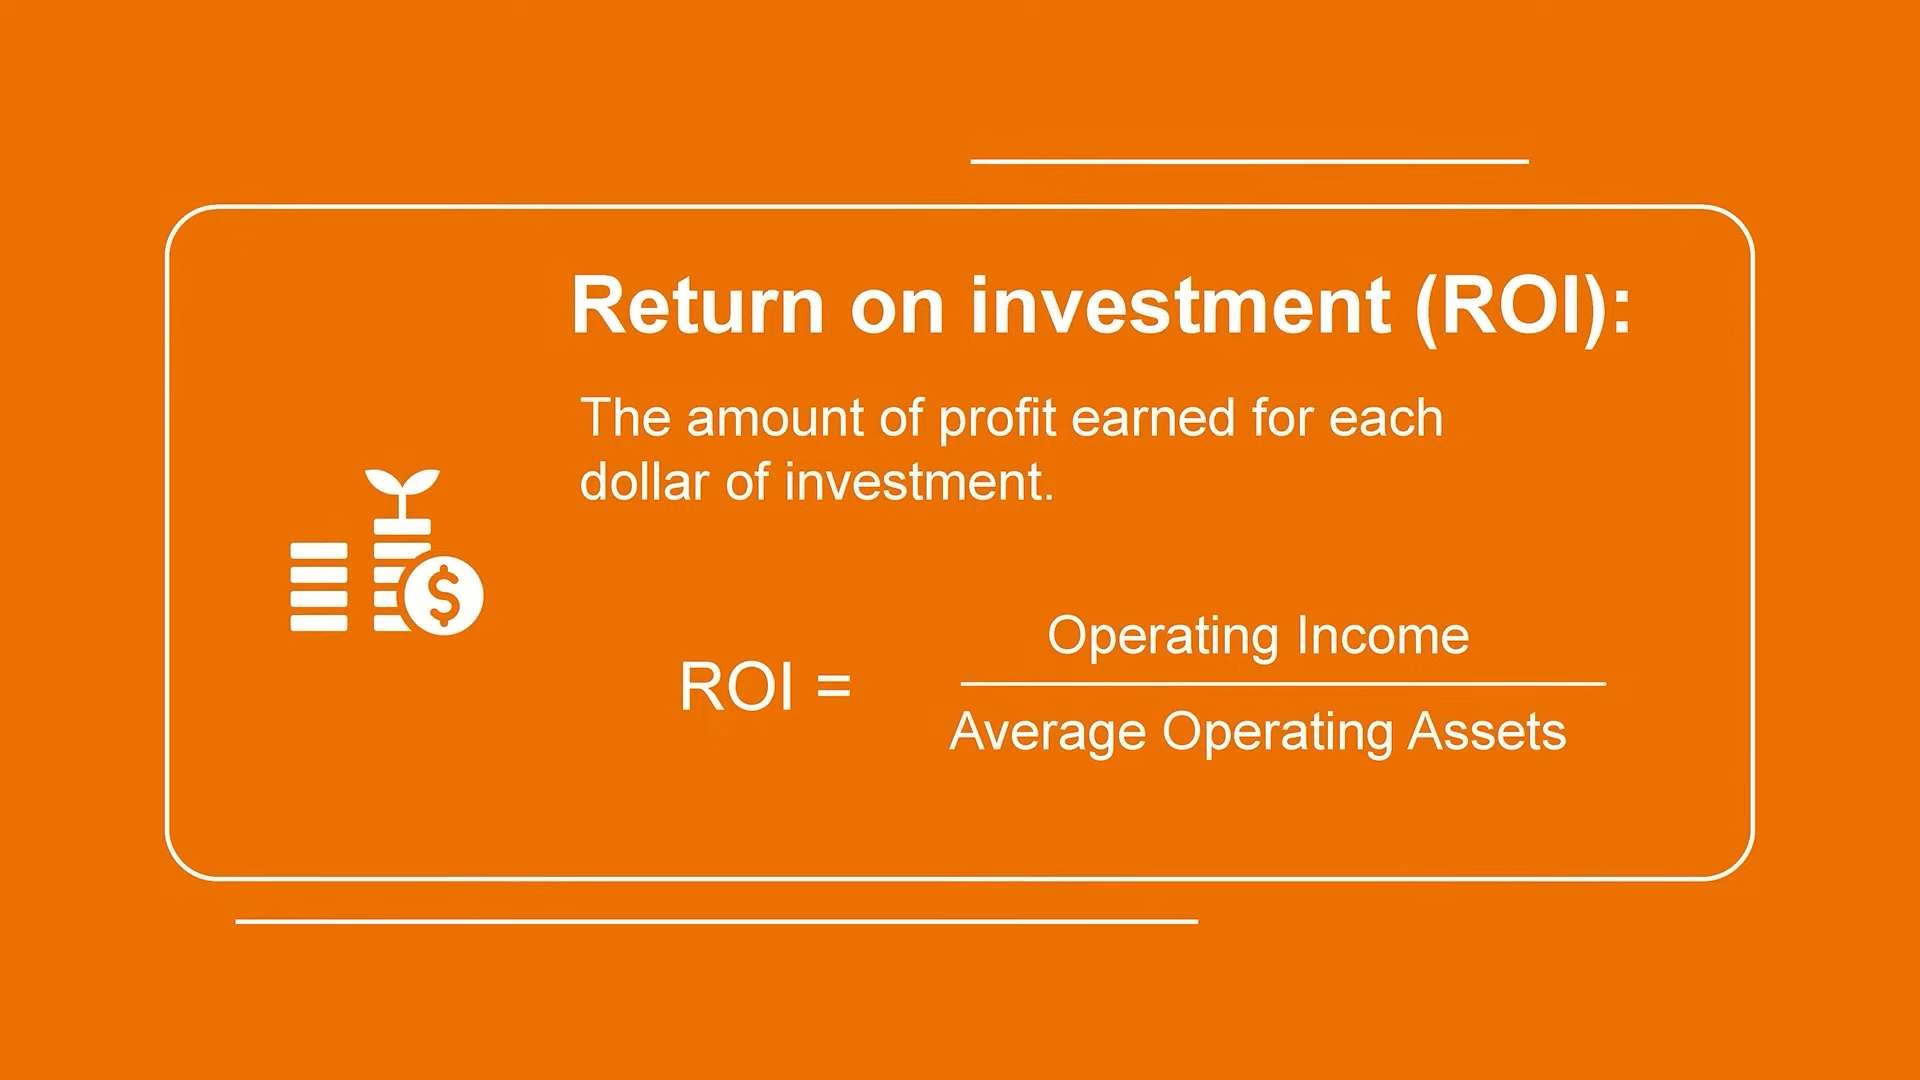 Return on investment (ROI):
The amount of profit earned for each
dollar of investment.
$
ROI =
Operating Income
Average Operating Assets